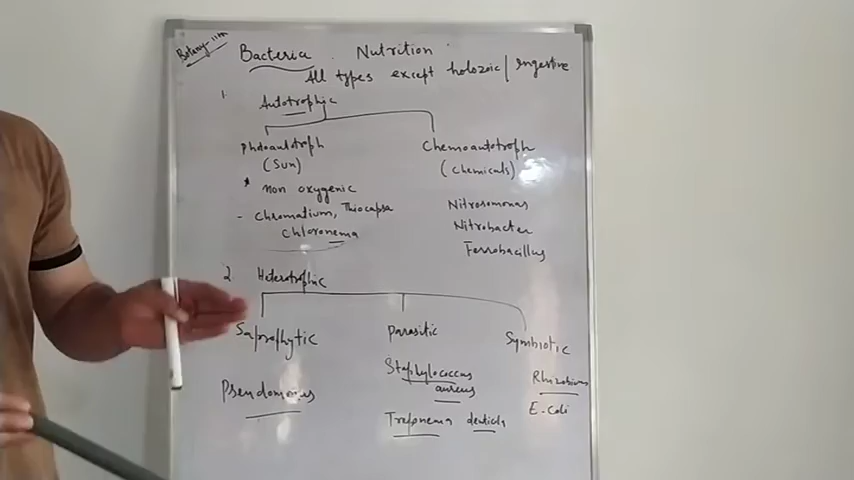 Botany-11th
Bacteria Nutrition
All types except holozoic / ingestive
1. Autotrophic
Photoautotroph
(Sun)
* non oxygenic
- Chromatium, Thiocapsa
Chloronema
Chemoautotroph
(Chemicals)
Nitrosomonas
Nitrobacter
Ferrobacillus
2. Heterotrophic
Saprophytic
Pseudomonas
Parasitic
Staphylococcus
aureus
Treponema denticla
Symbiotic
Rhizobium
E-Coli